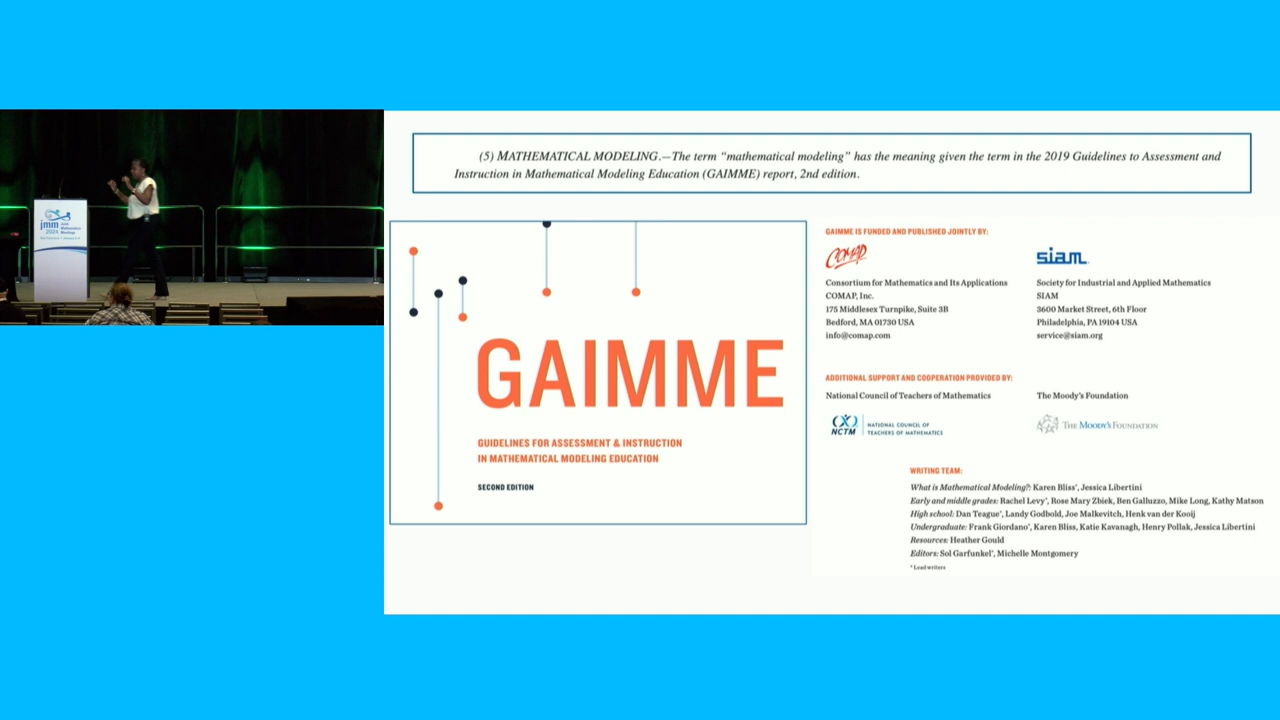 (5) MATHEMATICAL MODELING.—The term “mathematical modeling” has the meaning given the term in the 2019 Guidelines to Assessment and
Instruction in Mathematical Modeling Education (GAIMME) report, 2nd edition.
jmm
2024
Joint
Mathematics
Meetings
GAIMME
GUIDELINES FOR ASSESSMENT & INSTRUCTION
IN MATHEMATICAL MODELING EDUCATION
SECOND EDITION
GAIMME IS FUNDED AND PUBLISHED JOINTLY BY:
COMAP
Consortium for Mathematics and Its Applications
COMAP, Inc.
175 Middlesex Turnpike, Suite 3B
Bedford, MA 01730 USA
info@comap.com
siam
Society for Industrial and Applied Mathematics
SIAM
3600 Market Street, 6th Floor
Philadelphia, PA 19104 USA
service@siam.org
ADDITIONAL SUPPORT AND COOPERATION PROVIDED BY:
National Council of Teachers of Mathematics
NCTM
NATIONAL COUNCIL OF
TEACHERS OF MATHEMATICS
The Moody's Foundation
THE MOODY'S FOUNDATION
WRITING TEAM:
What is Mathematical Modeling?: Karen Bliss*, Jessica Libertini
Early and middle grades: Rachel Levy*, Rose Mary Zbiek, Ben Galluzzo, Mike Long, Kathy Matson
High school: Dan Teague*, Landy Godbold, Joe Malkevitch, Henk van der Kooij
Undergraduate: Frank Giordano*, Karen Bliss, Katie Kavanagh, Henry Pollak, Jessica Libertini
Resources: Heather Gould
Editors: Sol Garfunkel*, Michelle Montgomery
* Lead writers